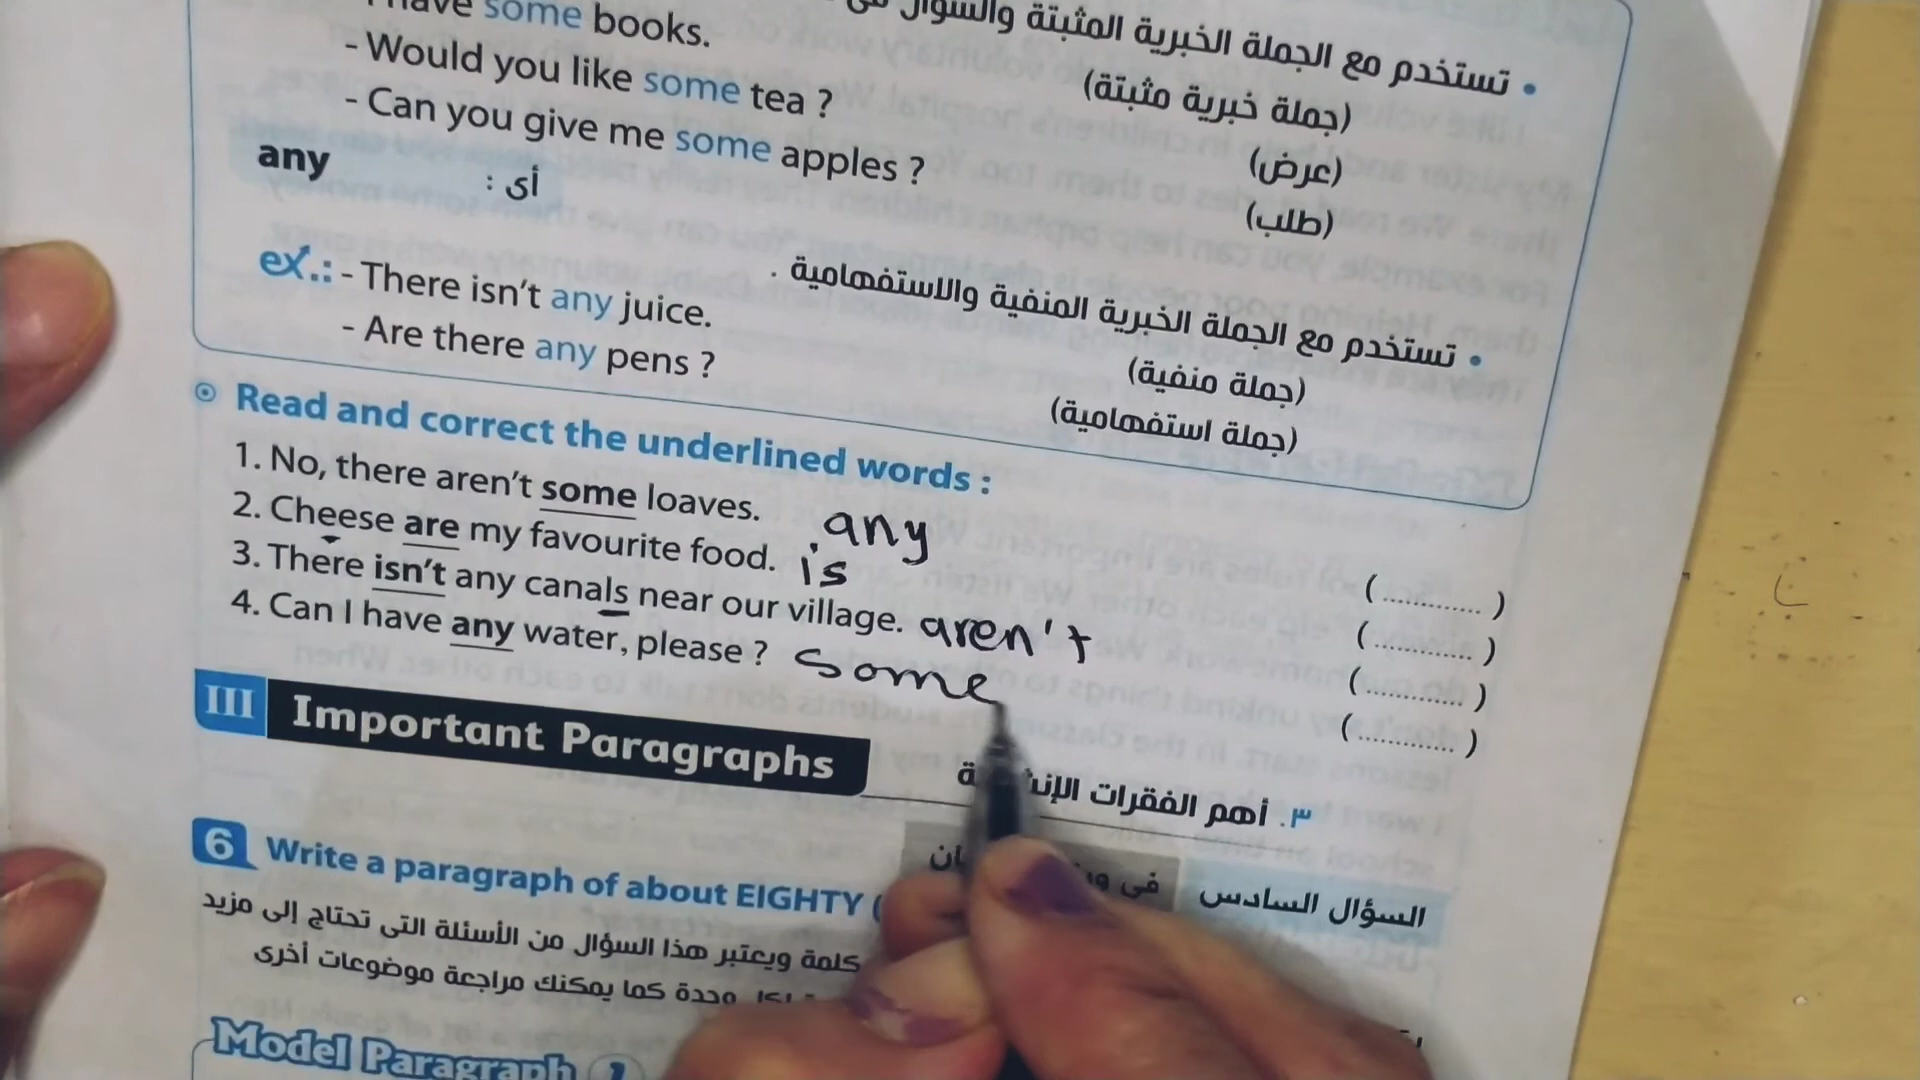 have some books.
• تستخدم مع الجملة الخبرية المثبتة والسؤال
- Would you like some tea ?
(جملة خبرية مثبتة)
- Can you give me some apples ?
(عرض)
any
أى :
(طلب)
• تستخدم مع الجملة الخبرية المنفية والاستفهامية .
ex.: - There isn't any juice.
(جملة منفية)
- Are there any pens ?
(جملة استفهامية)
Read and correct the underlined words :
1. No, there aren't some loaves. any (............)
2. Cheese are my favourite food. is (............)
3. There isn't any canals near our village. aren't (............)
4. Can I have any water, please ? some (............)
III Important Paragraphs
٣. أهم الفقرات
السؤال السادس
6 Write a paragraph of about EIGHTY (
كلمة ويعتبر هذا السؤال من الأسئلة التى تحتاج إلى مزيد
وحدة كما يمكنك مراجعة موضوعات أخرى
Model Paragraph 1